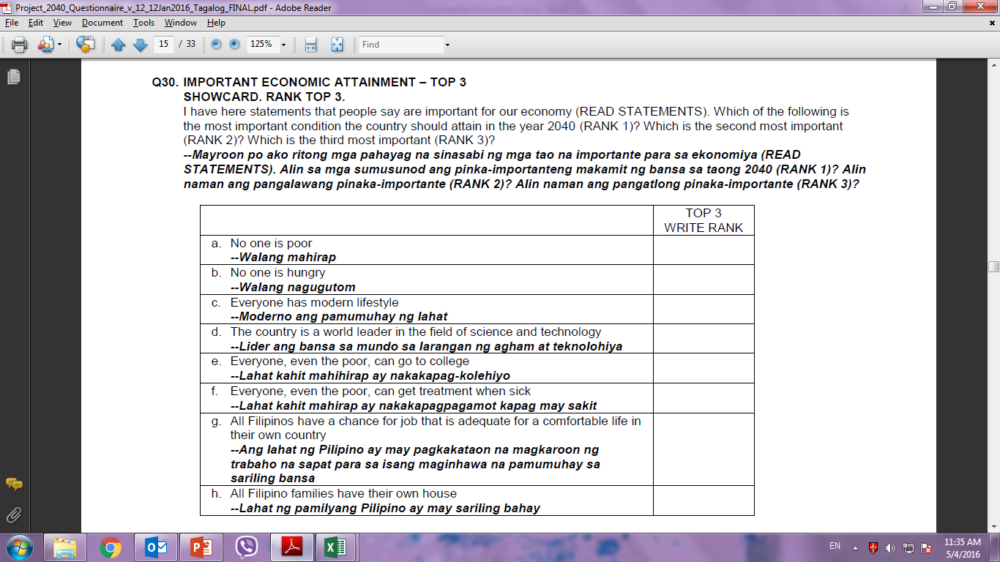 Project_2040_Questionnaire_v_12_12Jan2016_Tagalog_FINAL.pdf - Adobe Reader
File Edit View Document Tools Window Help
15 / 33 125% Find
Q30. IMPORTANT ECONOMIC ATTAINMENT – TOP 3
SHOWCARD. RANK TOP 3.
I have here statements that people say are important for our economy (READ STATEMENTS). Which of the following is
the most important condition the country should attain in the year 2040 (RANK 1)? Which is the second most important
(RANK 2)? Which is the third most important (RANK 3)?
--Mayroon po ako ritong mga pahayag na sinasabi ng mga tao na importante para sa ekonomiya (READ
STATEMENTS). Alin sa mga sumusunod ang pinka-importanteng makamit ng bansa sa taong 2040 (RANK 1)? Alin
naman ang pangalawang pinaka-importante (RANK 2)? Alin naman ang pangatlong pinaka-importante (RANK 3)?
TOP 3
WRITE RANK
a. No one is poor
--Walang mahirap
b. No one is hungry
--Walang nagugutom
c. Everyone has modern lifestyle
--Moderno ang pamumuhay ng lahat
d. The country is a world leader in the field of science and technology
--Lider ang bansa sa mundo sa larangan ng agham at teknolohiya
e. Everyone, even the poor, can go to college
--Lahat kahit mahihirap ay nakakapag-kolehiyo
f. Everyone, even the poor, can get treatment when sick
--Lahat kahit mahirap ay nakakapagpagamot kapag may sakit
g. All Filipinos have a chance for job that is adequate for a comfortable life in
their own country
--Ang lahat ng Pilipino ay may pagkakataon na magkaroon ng
trabaho na sapat para sa isang maginhawa na pamumuhay sa
sariling bansa
h. All Filipino families have their own house
--Lahat ng pamilyang Pilipino ay may sariling bahay
EN 11:35 AM
5/4/2016